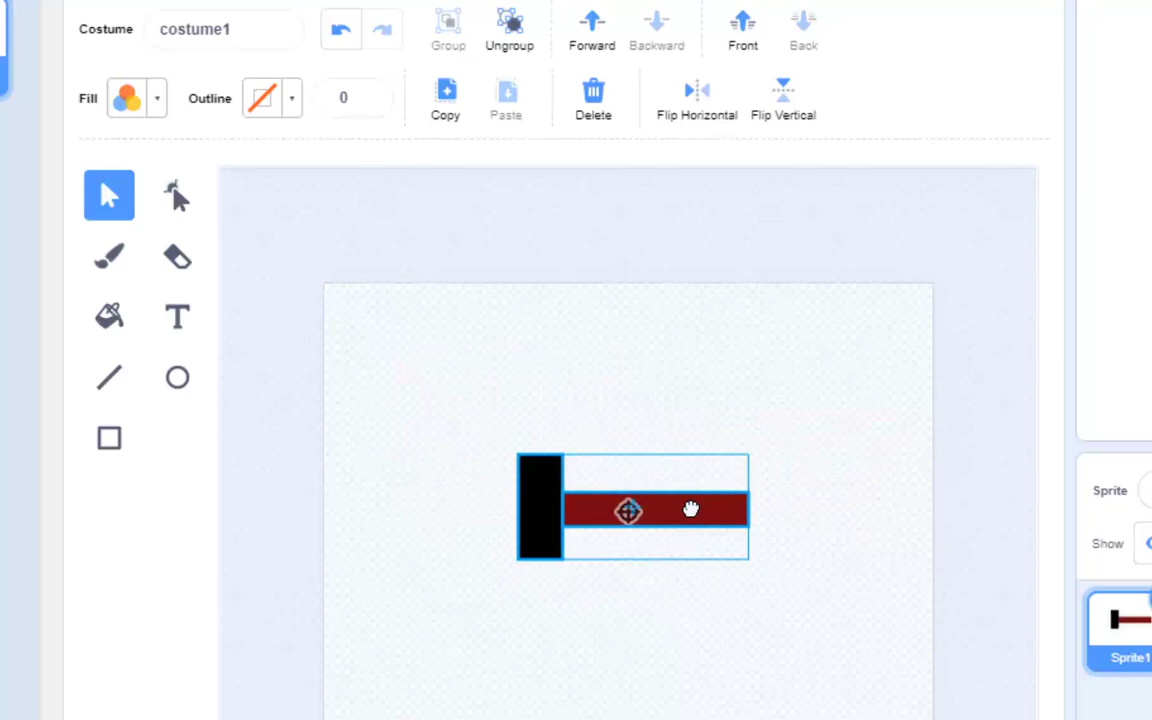 Costume
costume1
Group
Ungroup
Forward
Backward
Front
Back
Fill
Outline
0
Copy
Paste
Delete
Flip Horizontal
Flip Vertical
T
Sprite
Show
Sprite1